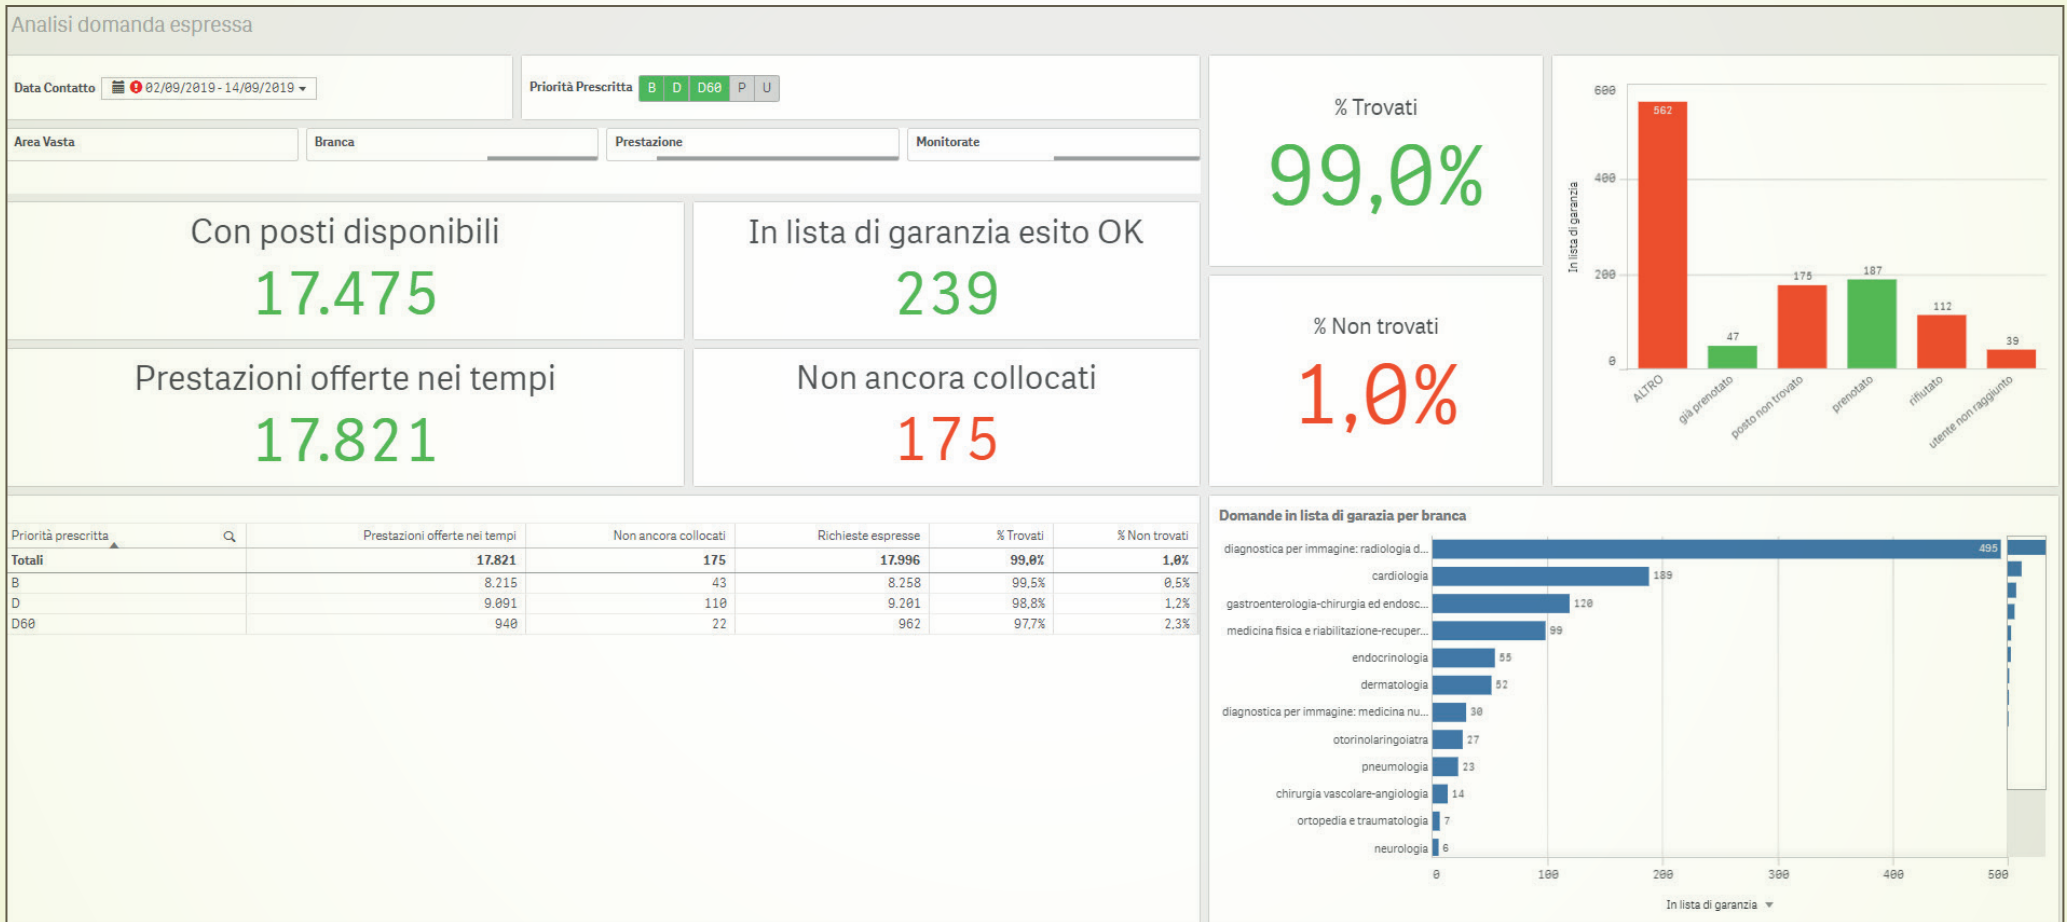 Analisi domanda espressa
Data Contatto 02/09/2019-14/09/2019
Priorità Prescritta B D D60 P U
Area Vasta
Branca
Prestazione
Monitorate
Con posti disponibili
17.475
In lista di garanzia esito OK
239
Prestazioni offerte nei tempi
17.821
Non ancora collocati
175
% Trovati
99,0%
% Non trovati
1,0%
In lista di garanzia
600
400
200
0
562
47
175
187
112
39
ALTRO
già prenotato
posto non trovato
prenotato
rifiutato
utente non raggiunto
Priorità prescritta Prestazioni offerte nei tempi Non ancora collocati Richieste espresse % Trovati % Non trovati
Totali 17.821 175 17.996 99,0% 1,0%
B 8.215 43 8.258 99,5% 0,5%
D 9.091 110 9.201 98,8% 1,2%
D60 940 22 962 97,7% 2,3%
Domande in lista di garazia per branca
diagnostica per immagine: radiologia d... 495
cardiologia 189
gastroenterologia-chirurgia ed endosc... 120
medicina fisica e riabilitazione-recuper... 99
endocrinologia 55
dermatologia 52
diagnostica per immagine: medicina nu... 30
otorinolaringoiatra 27
pneumologia 23
chirurgia vascolare-angiologia 14
ortopedia e traumatologia 7
neurologia 6
0 100 200 300 400 500
In lista di garanzia